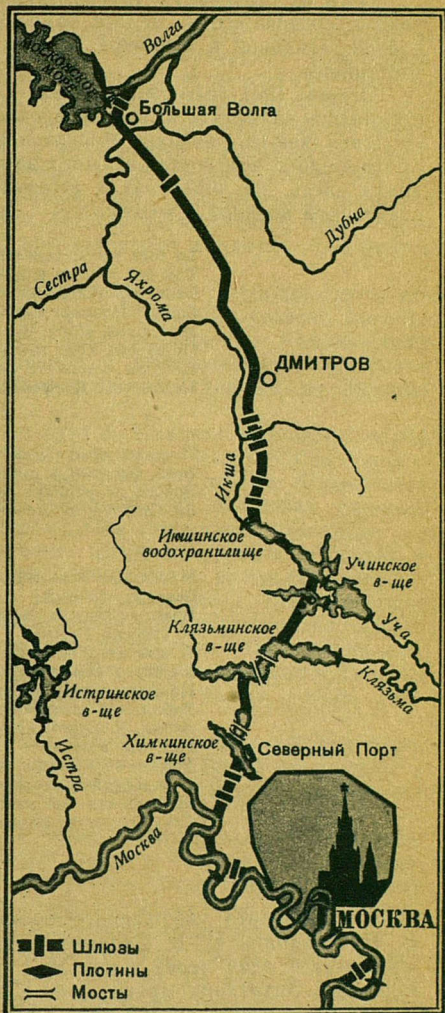 Волга
Московское
море
Большая Волга
Дубна
Сестра
Яхрома
ДМИТРОВ
Икша
Икшинское
водохранилище
Учинское
в-ще
Уча
Клязьминское
в-ще
Клязьма
Истринское
в-ще
Истра
Химкинское
в-ще
Северный Порт
Москва
МОСКВА
Шлюзы
Плотины
Мосты